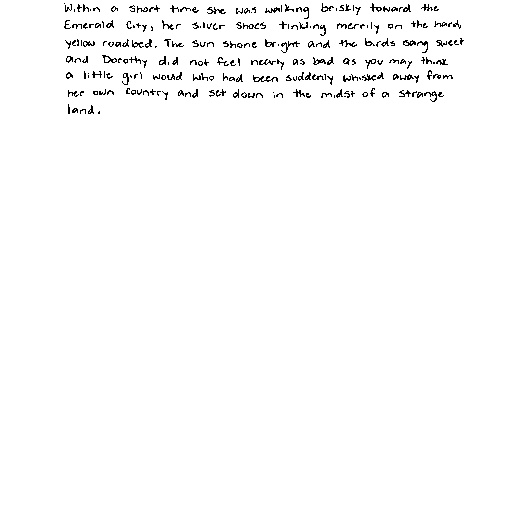 Within a short time she was walking briskly toward the
Emerald City, her silver shoes tinkling merrily on the hard,
yellow roadbed. The sun shone bright and the birds sang sweet
and Dorothy did not feel nearly as bad as you may think
a little girl would who had been suddenly whisked away from
her own country and set down in the midst of a strange
land.